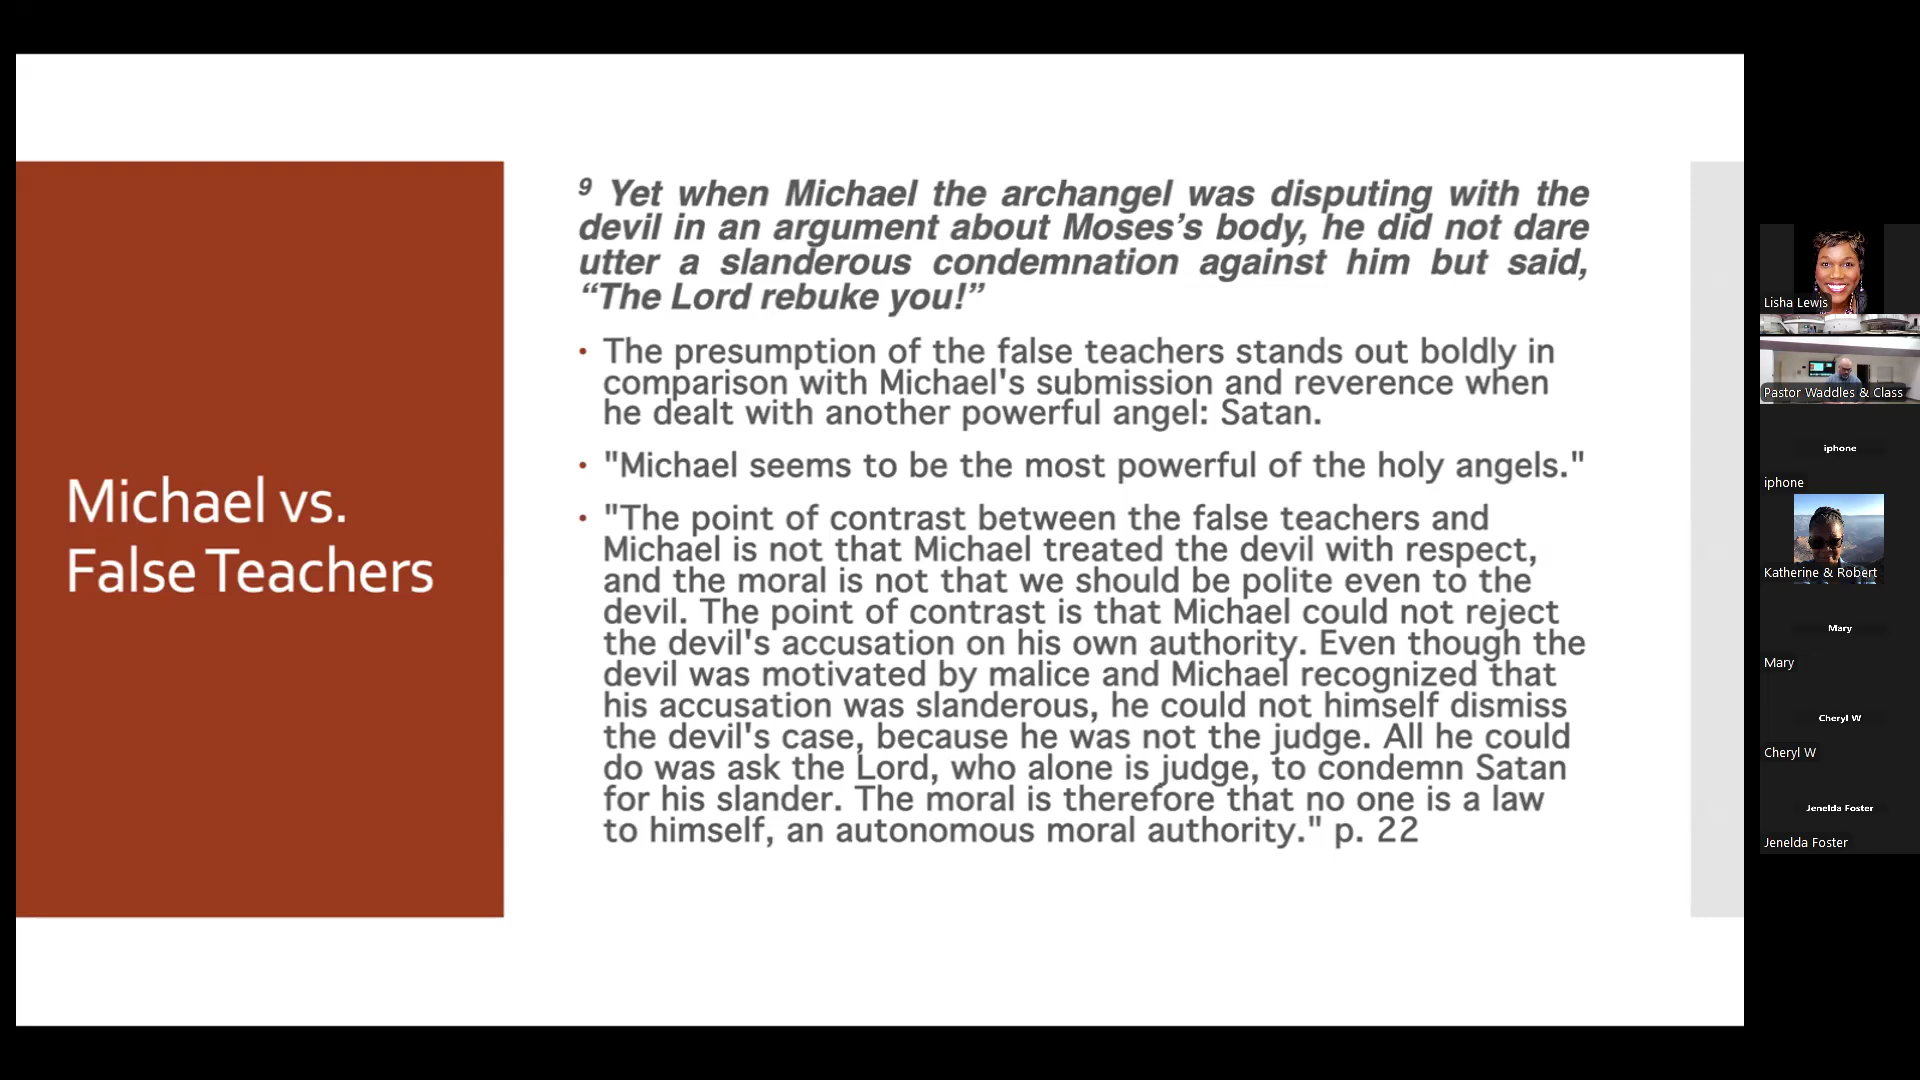 Michael vs.
False Teachers
9 Yet when Michael the archangel was disputing with the
devil in an argument about Moses’s body, he did not dare
utter a slanderous condemnation against him but said,
“The Lord rebuke you!”
• The presumption of the false teachers stands out boldly in
comparison with Michael's submission and reverence when
he dealt with another powerful angel: Satan.
• "Michael seems to be the most powerful of the holy angels."
• "The point of contrast between the false teachers and
Michael is not that Michael treated the devil with respect,
and the moral is not that we should be polite even to the
devil. The point of contrast is that Michael could not reject
the devil's accusation on his own authority. Even though the
devil was motivated by malice and Michael recognized that
his accusation was slanderous, he could not himself dismiss
the devil's case, because he was not the judge. All he could
do was ask the Lord, who alone is judge, to condemn Satan
for his slander. The moral is therefore that no one is a law
to himself, an autonomous moral authority." p. 22
Lisha Lewis
Pastor Waddles & Class
iphone
iphone
Katherine & Robert
Mary
Mary
Cheryl W
Cheryl W
Jenelda Foster
Jenelda Foster